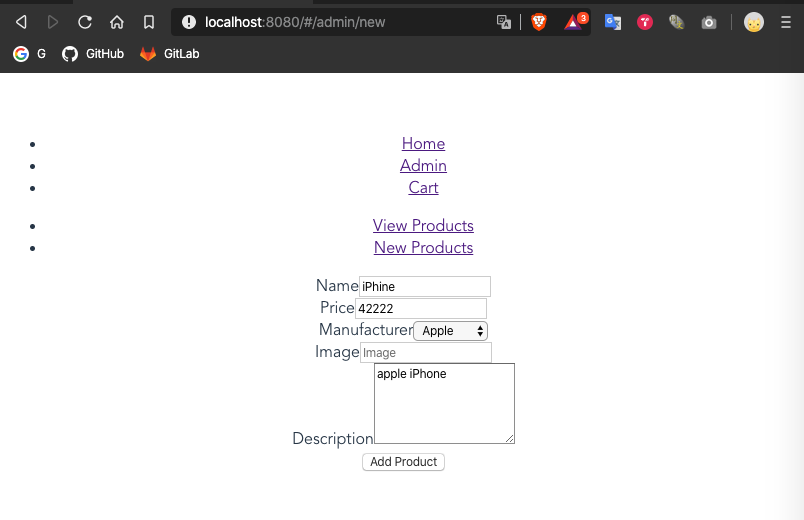 localhost:8080/#/admin/new
3
G GitHub GitLab
Home
Admin
Cart
View Products
New Products
Name iPhine
Price 42222
Manufacturer Apple
Image Image
apple iPhone
Description
Add Product